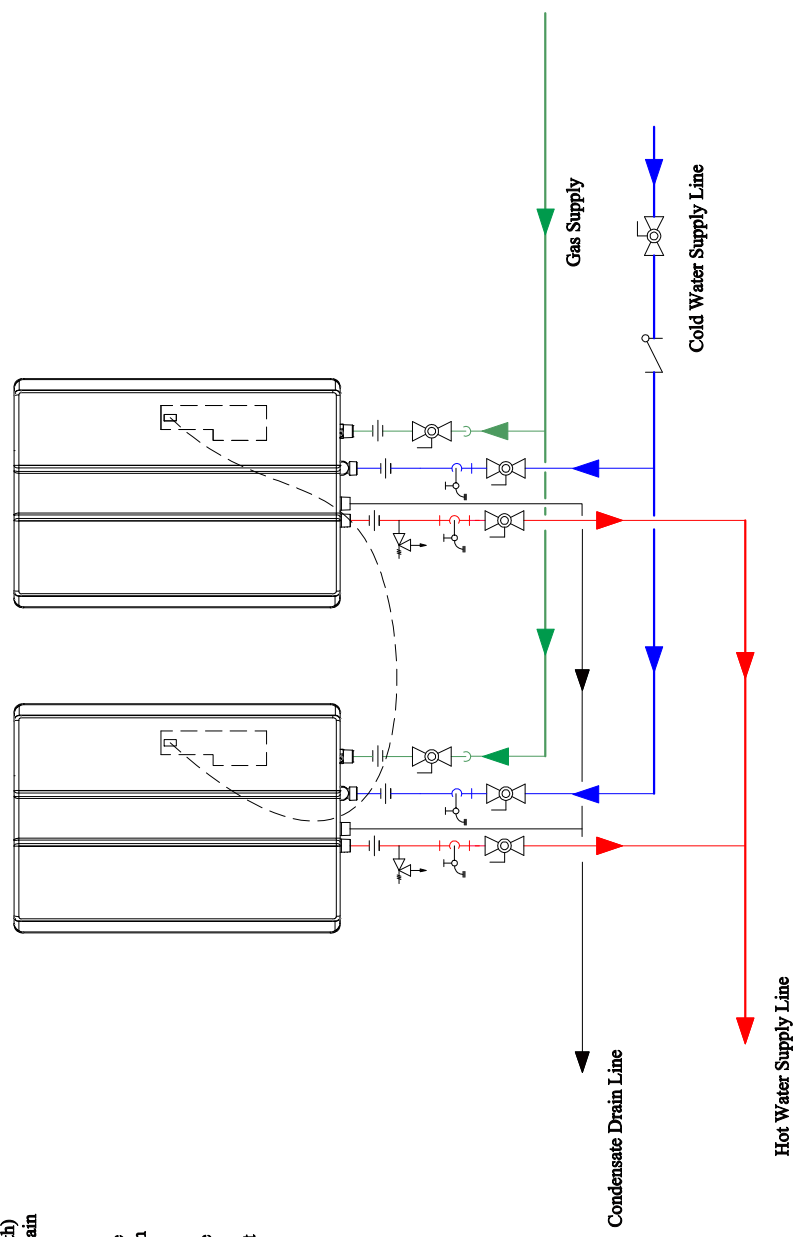 Gas Supply
Cold Water Supply Line
Condensate Drain Line
Hot Water Supply Line